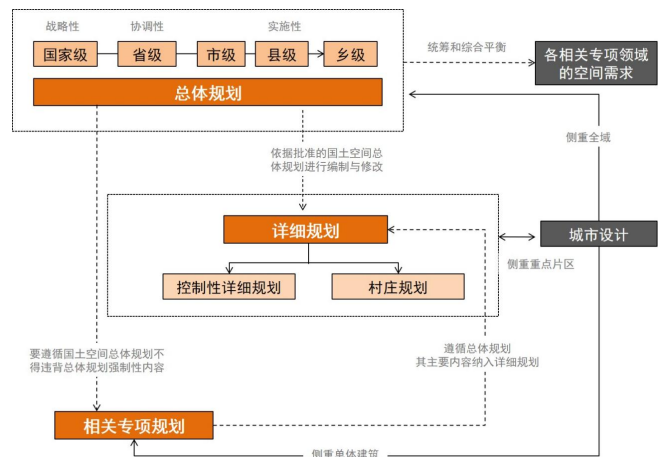 战略性
协调性
实施性
国家级
省级
市级
县级
乡级
总体规划
统筹和综合平衡
各相关专项领域
的空间需求
侧重全域
依据批准的国土空间总
体规划进行编制与修改
详细规划
城市设计
侧重重点片区
控制性详细规划
村庄规划
要遵循国土空间总体规划不
得违背总体规划强制性内容
遵循总体规划
其主要内容纳入详细规划
相关专项规划
侧重单体建筑